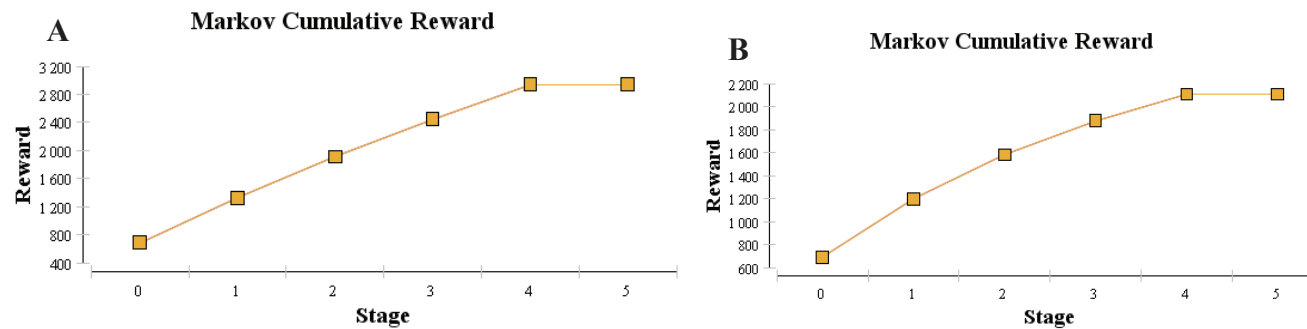 A
Markov Cumulative Reward
3 200
2 800
2 400
2 000
1 600
1 200
800
400
Reward
0 1 2 3 4 5
Stage
B
Markov Cumulative Reward
2 200
2 000
1 800
1 600
1 400
1 200
1 000
800
600
Reward
0 1 2 3 4 5
Stage